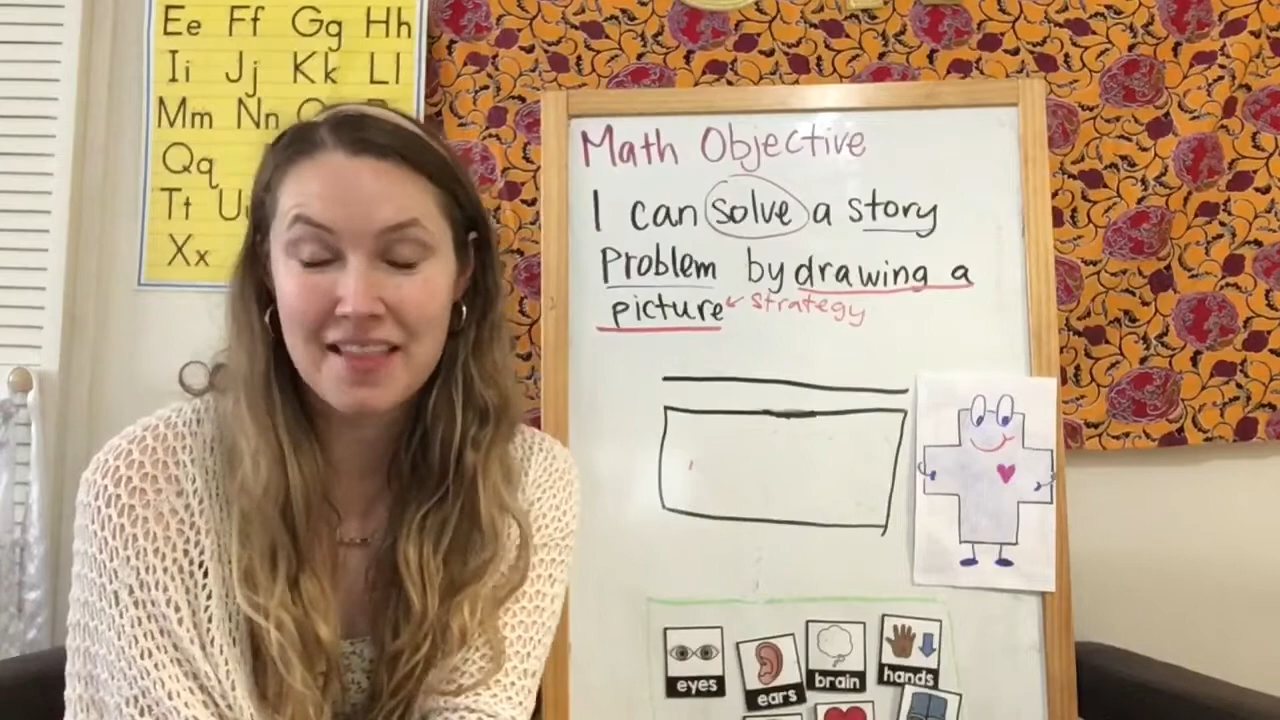 Ee Ff Gg Hh
Ii Jj Kk Ll
Mm Nn
Qq
Tt
Xx
Math Objective
I can solve a story
Problem by drawing a
picture strategy
eyes
ears
brain
hands